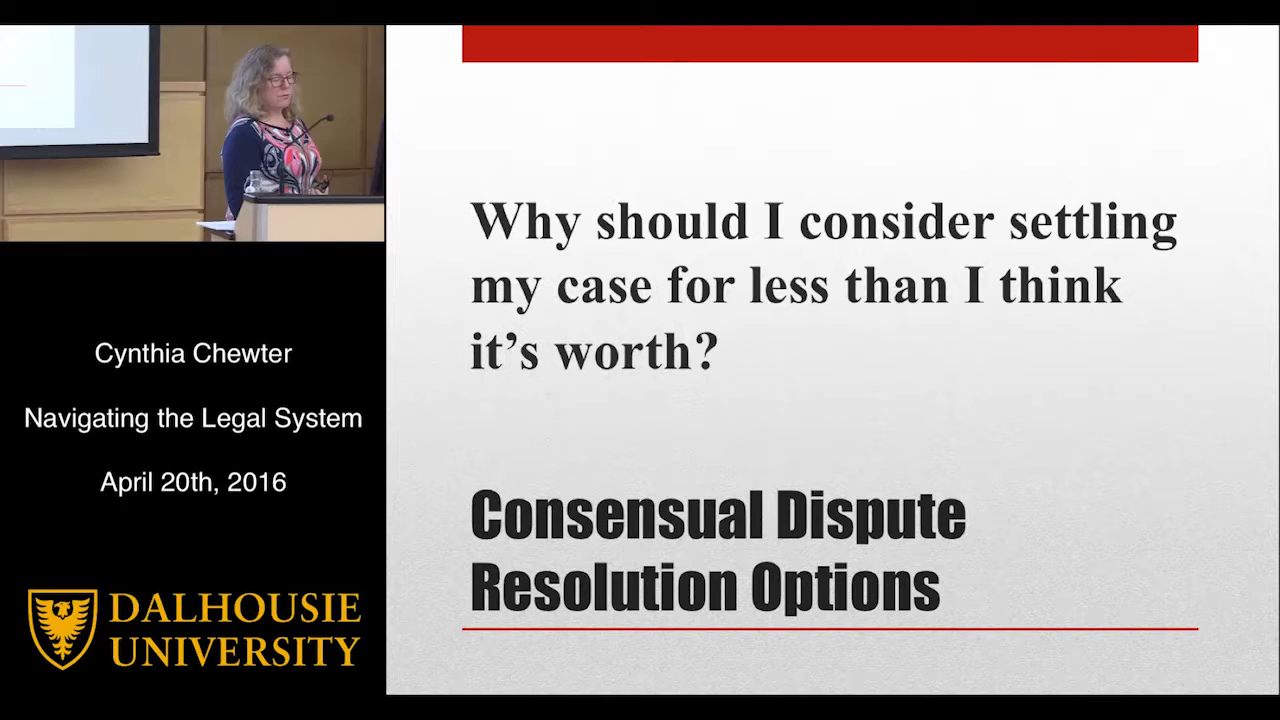 Cynthia Chewter
Navigating the Legal System
April 20th, 2016
DALHOUSIE
UNIVERSITY
Why should I consider settling
my case for less than I think
it’s worth?
Consensual Dispute
Resolution Options